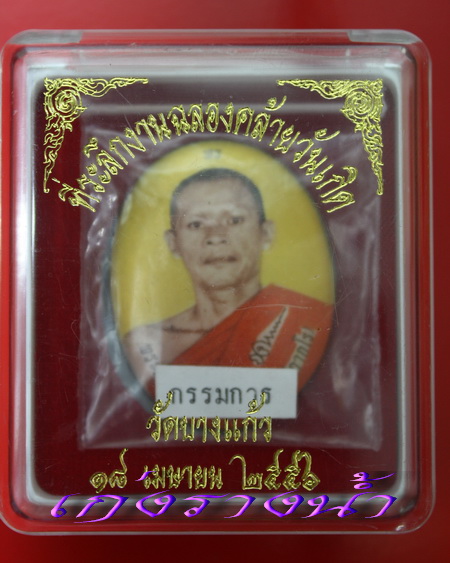 ที่ระลึกงานฉลองคล้ายวันเกิด
กรรมการ
วัดบางแก้ว
๑๘ เมษายน ๒๕๕๖
เก่งรางน้ำ